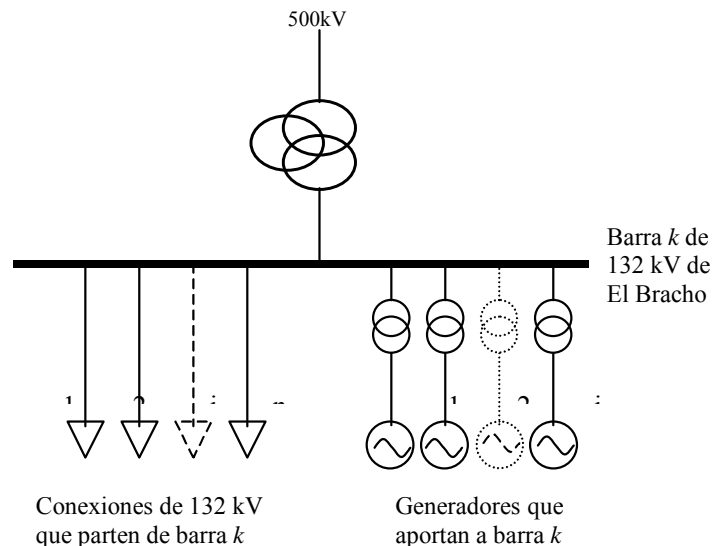 500kV
Barra k de
132 kV de
El Bracho
Conexiones de 132 kV
que parten de barra k
Generadores que
aportan a barra k